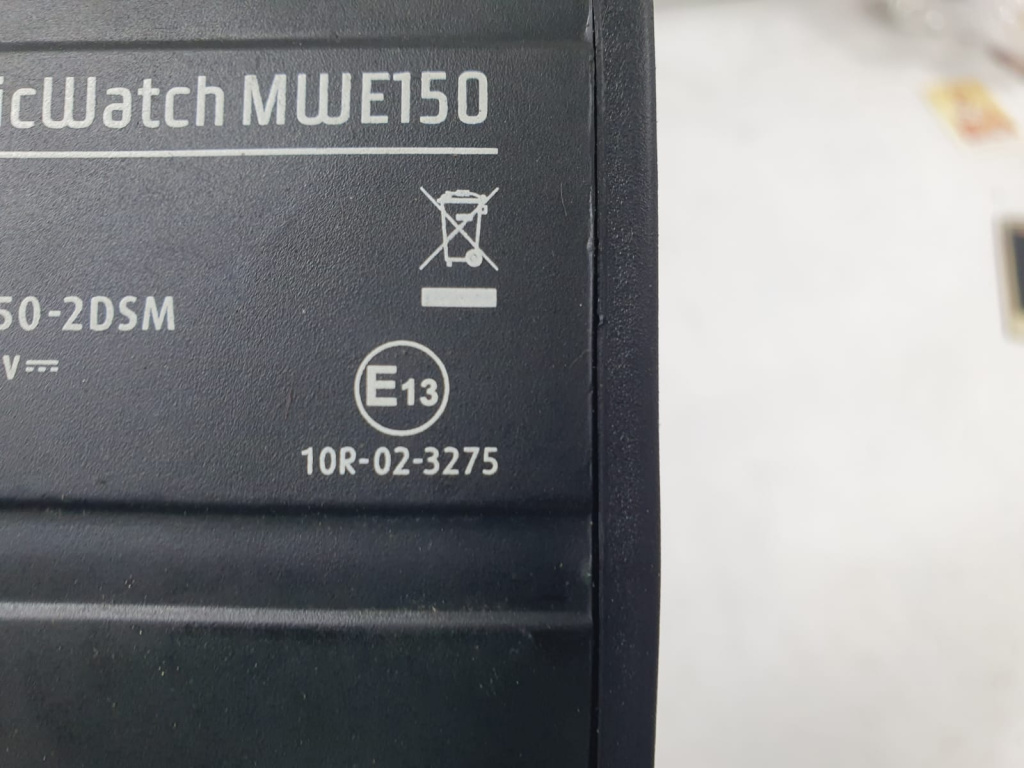 icWatch MWE150
50-2DSM
V
E13
10R-02-3275